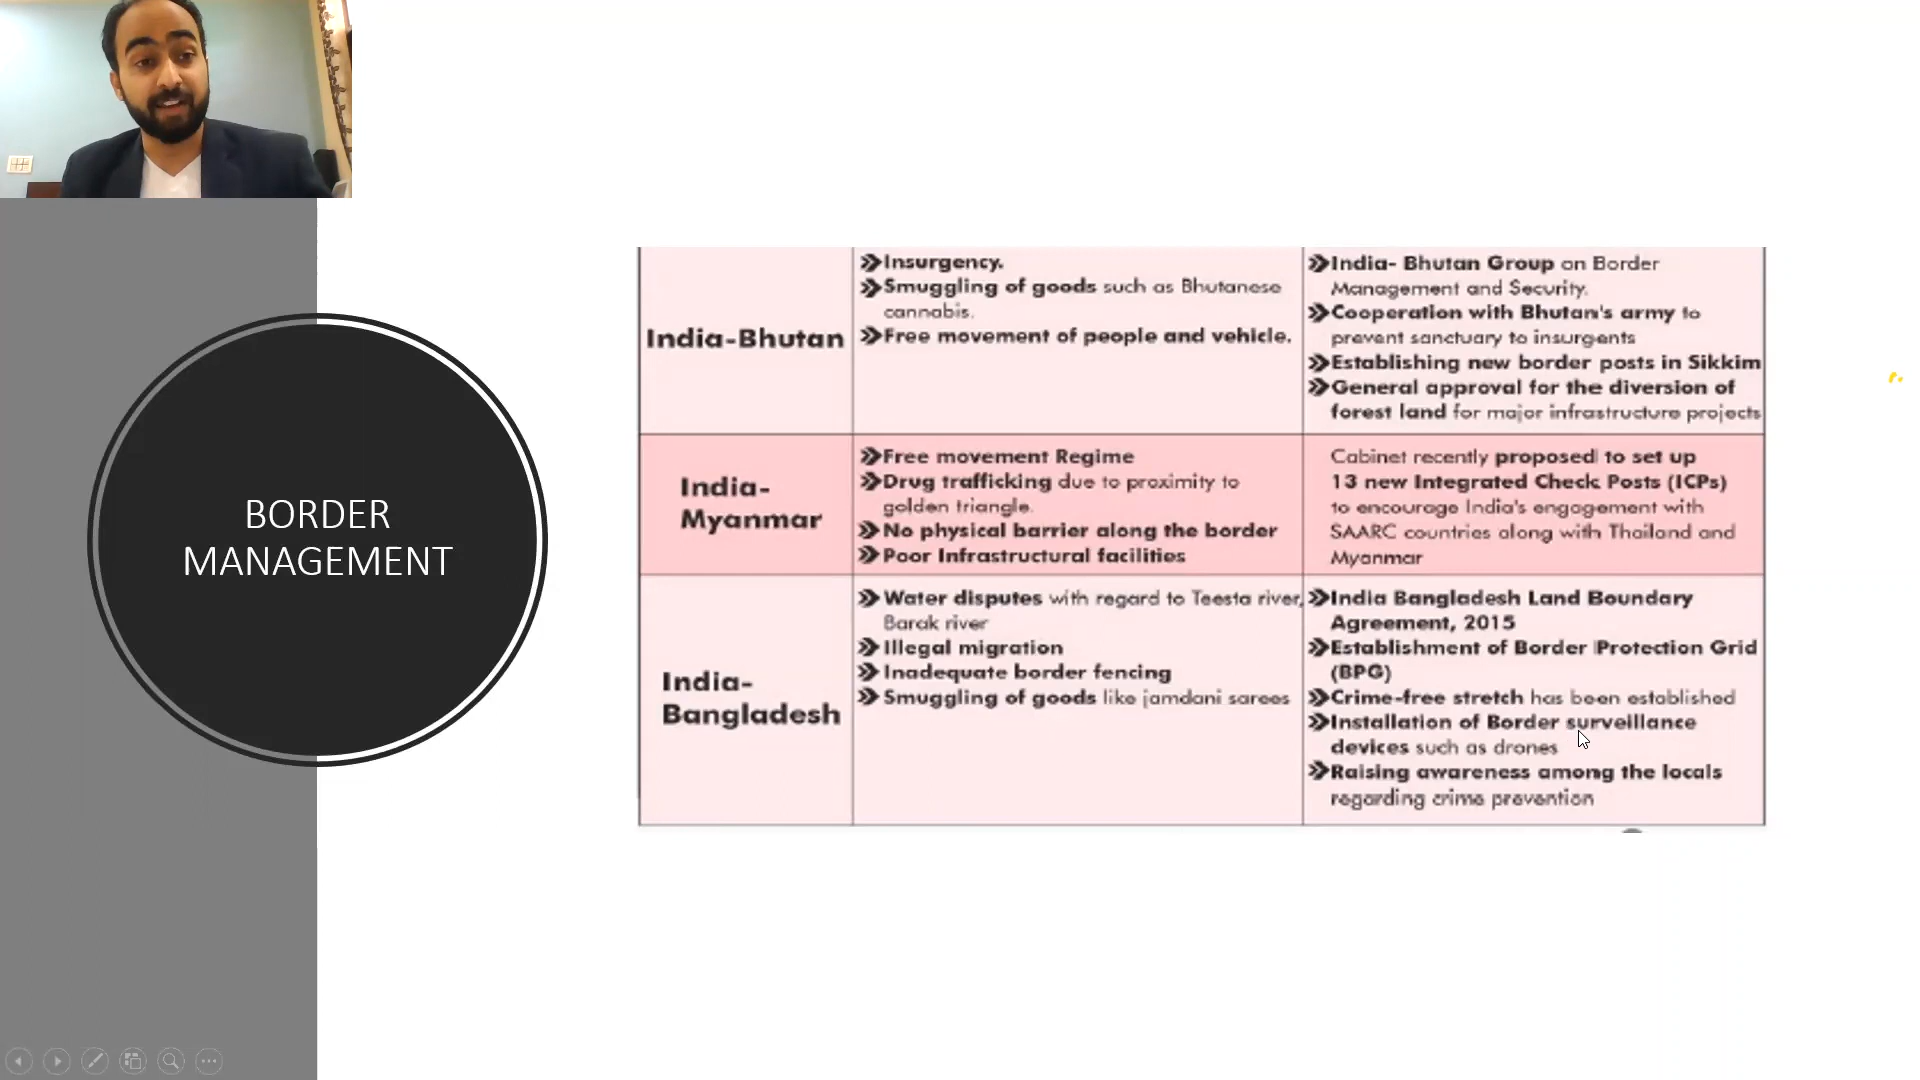 BORDER
MANAGEMENT
India-Bhutan
Insurgency.
Smuggling of goods such as Bhutanese
cannabis.
Free movement of people and vehicle.
India- Bhutan Group on Border
Management and Security.
Cooperation with Bhutan's army to
prevent sanctuary to insurgents
Establishing new border posts in Sikkim
General approval for the diversion of
forest land for major infrastructure projects
India-
Myanmar
Free movement Regime
Drug trafficking due to proximity to
golden triangle.
No physical barrier along the border
Poor Infrastructural facilities
Cabinet recently proposed to set up
13 new Integrated Check Posts (ICPs)
to encourage India's engagement with
SAARC countries along with Thailand and
Myanmar
India-
Bangladesh
Water disputes with regard to Teesta river,
Barak river
Illegal migration
Inadequate border fencing
Smuggling of goods like jamdani sarees
India Bangladesh Land Boundary
Agreement, 2015
Establishment of Border Protection Grid
(BPG)
Crime-free stretch has been established
Installation of Border surveillance
devices such as drones
Raising awareness among the locals
regarding crime prevention